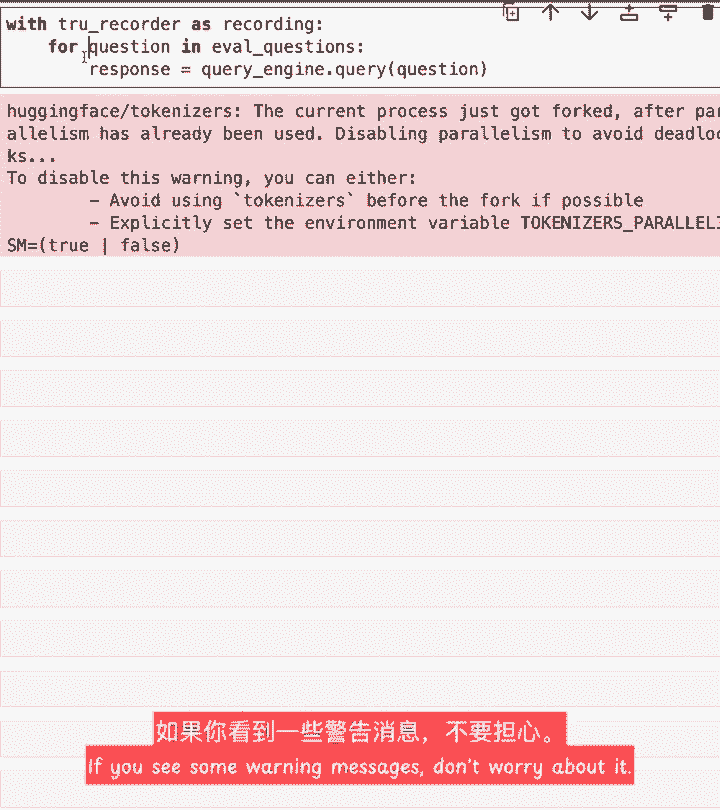 with tru_recorder as recording:
    for question in eval_questions:
        response = query_engine.query(question)
huggingface/tokenizers: The current process just got forked, after par
allelism has already been used. Disabling parallelism to avoid deadloc
ks...
To disable this warning, you can either:
        - Avoid using `tokenizers` before the fork if possible
        - Explicitly set the environment variable TOKENIZERS_PARALLELI
SM=(true | false)
如果你看到一些警告消息，不要担心。
If you see some warning messages, don't worry about it.